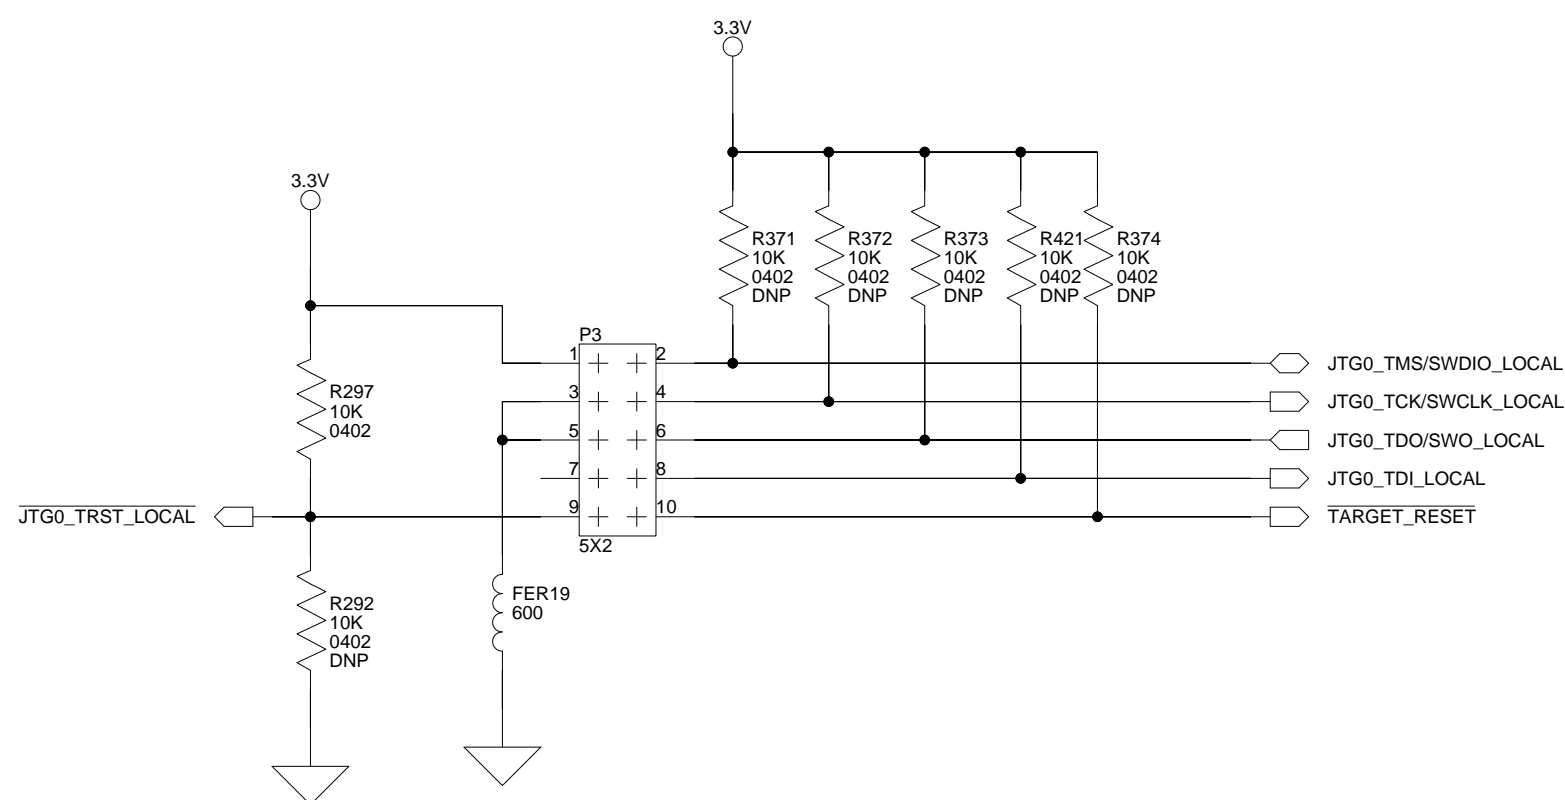 3.3V
3.3V
R371
10K
0402
DNP
R372
10K
0402
DNP
R373
10K
0402
DNP
R421
10K
0402
DNP
R374
10K
0402
DNP
P3
1
2
JTG0_TMS/SWDIO_LOCAL
R297
10K
0402
3
4
JTG0_TCK/SWCLK_LOCAL
5
6
JTG0_TDO/SWO_LOCAL
7
8
JTG0_TDI_LOCAL
JTG0_TRST_LOCAL
9
10
TARGET_RESET
5X2
FER19
600
R292
10K
0402
DNP